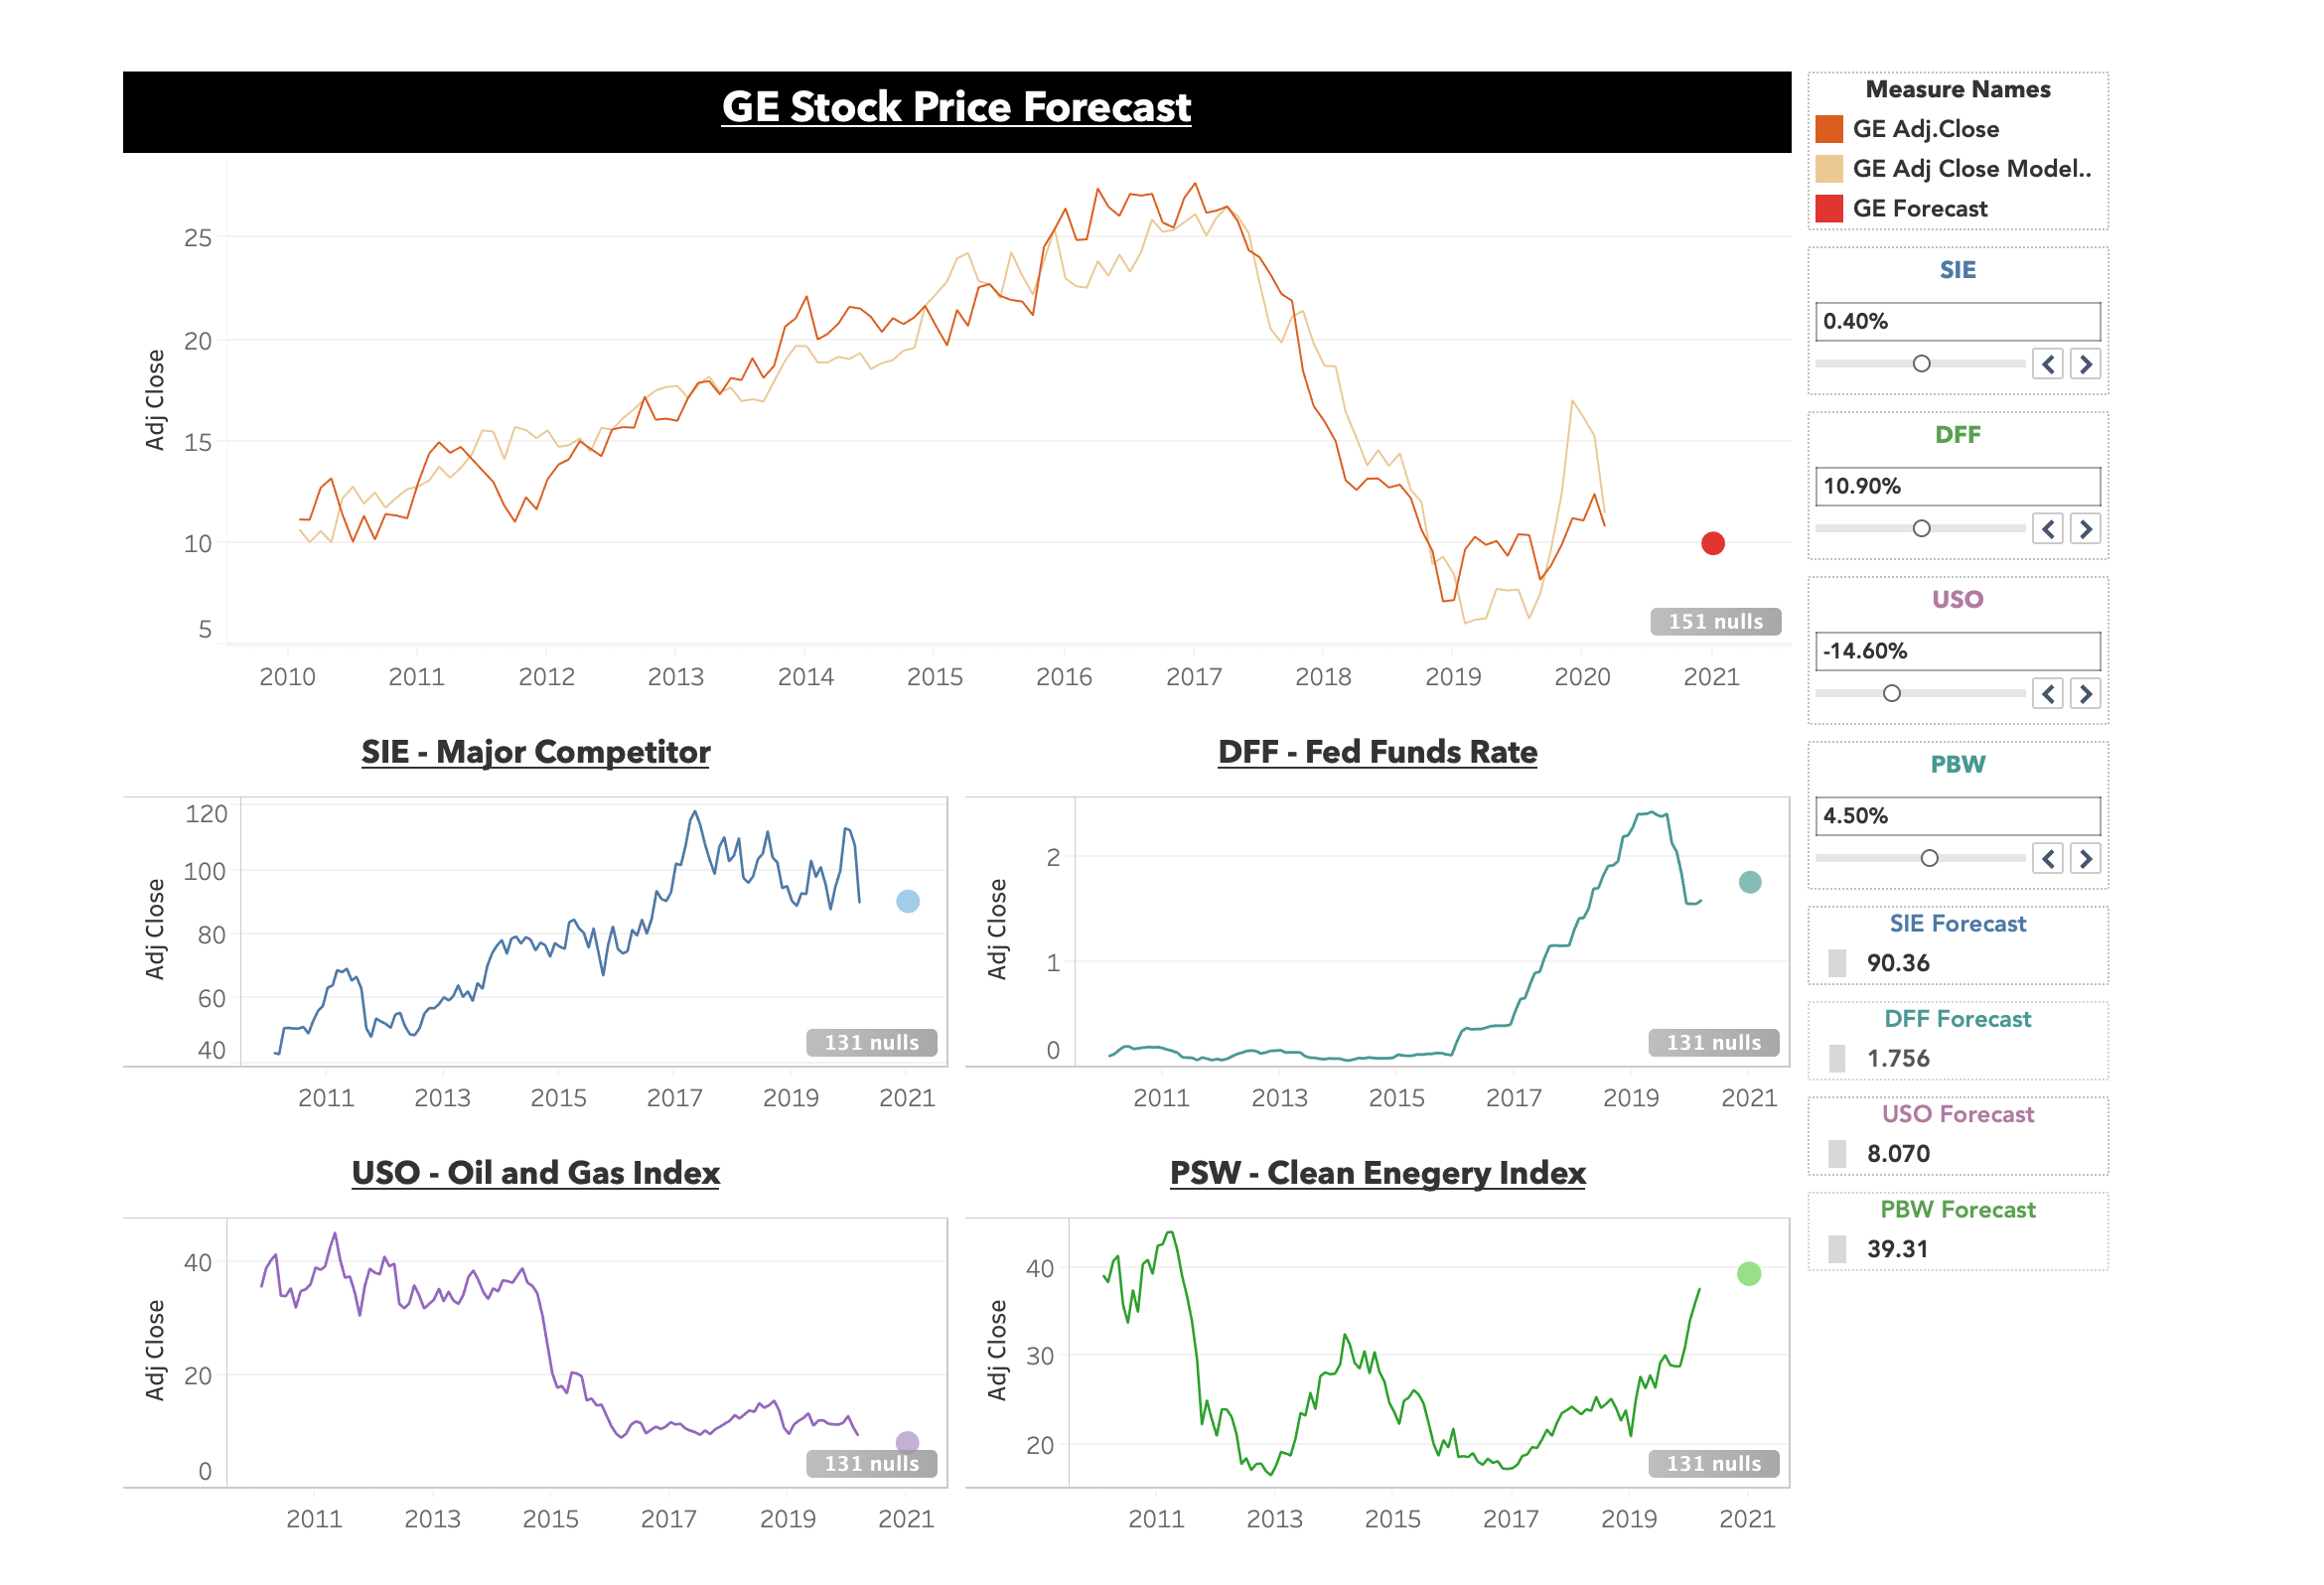 GE Stock Price Forecast
Adj Close
25
20
15
10
5
151 nulls
2010 2011 2012 2013 2014 2015 2016 2017 2018 2019 2020 2021
SIE - Major Competitor
Adj Close
120
100
80
60
40
131 nulls
2011 2013 2015 2017 2019 2021
DFF - Fed Funds Rate
Adj Close
2
1
0
131 nulls
2011 2013 2015 2017 2019 2021
USO - Oil and Gas Index
Adj Close
40
20
0
131 nulls
2011 2013 2015 2017 2019 2021
PSW - Clean Enegery Index
Adj Close
40
30
20
131 nulls
2011 2013 2015 2017 2019 2021
Measure Names
GE Adj.Close
GE Adj Close Model..
GE Forecast
SIE
0.40%
DFF
10.90%
USO
-14.60%
PBW
4.50%
SIE Forecast
90.36
DFF Forecast
1.756
USO Forecast
8.070
PBW Forecast
39.31